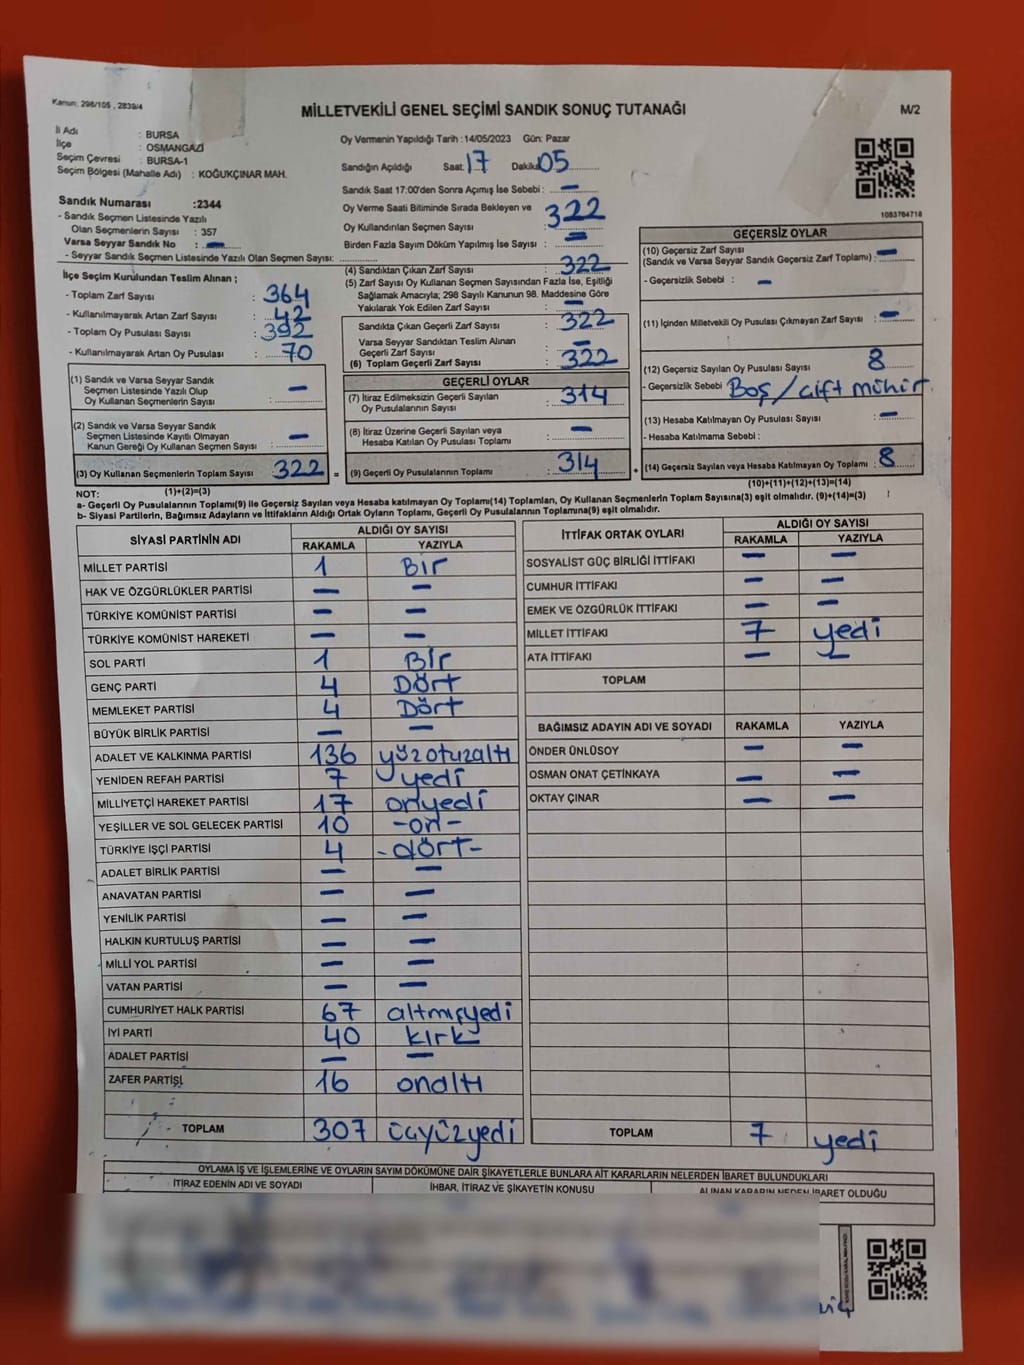 Kanun, 298/105 , 2839/4
MİLLETVEKİLİ GENEL SEÇİMİ SANDIK SONUÇ TUTANAĞI
M/2
İl Adı : BURSA
İlçe : OSMANGAZİ
Seçim Çevresi : BURSA-1
Seçim Bölgesi (Mahalle Adı) : KOĞUKÇINAR MAH.
Sandık Numarası :2344
- Sandık Seçmen Listesinde Yazılı
Olan Seçmenlerin Sayısı : 357
Varsa Seyyar Sandık No : -
- Seyyar Sandık Seçmen Listesinde Yazılı Olan Seçmen Sayısı:
Oy Vermenin Yapıldığı Tarih :14/05/2023 Gün: Pazar
Sandığın Açıldığı Saat: 17 Dakika: 05
Sandık Saat 17:00'den Sonra Açımış İse Sebebi : -
Oy Verme Saati Bitiminde Sırada Bekleyen ve
Oy Kullandırılan Seçmen Sayısı : 322
Birden Fazla Sayım Döküm Yapılmış İse Sayısı : -
1083764718
İlçe Seçim Kurulundan Teslim Alınan ;
- Toplam Zarf Sayısı : 364
- Kullanılmayarak Artan Zarf Sayısı : 42
- Toplam Oy Pusulası Sayısı : 392
- Kullanılmayarak Artan Oy Pusulası : 70
(1) Sandık ve Varsa Seyyar Sandık
Seçmen Listesinde Yazılı Olup
Oy Kullanan Seçmenlerin Sayısı : -
(2) Sandık ve Varsa Seyyar Sandık
Seçmen Listesinde Kayıtlı Olmayan
Kanun Gereği Oy Kullanan Seçmen Sayısı : -
(3) Oy Kullanan Seçmenlerin Toplam Sayısı : 322 =
(1)+(2)=(3)
(4) Sandıktan Çıkan Zarf Sayısı : 322
(5) Zarf Sayısı Oy Kullanan Seçmen Sayısından Fazla İse, Eşitliği
Sağlamak Amacıyla; 298 Sayılı Kanunun 98. Maddesine Göre
Yakılarak Yok Edilen Zarf Sayısı : -
Sandıkta Çıkan Geçerli Zarf Sayısı : 322
Varsa Seyyar Sandıktan Teslim Alınan
Geçerli Zarf Sayısı : -
(6) Toplam Geçerli Zarf Sayısı : 322
GEÇERLİ OYLAR
(7) İtiraz Edilmeksizin Geçerli Sayılan
Oy Pusulalarının Sayısı : 314
(8) İtiraz Üzerine Geçerli Sayılan veya
Hesaba Katılan Oy Pusulası Toplamı : -
(9) Geçerli Oy Pusulalarının Toplamı : 314 +
GEÇERSİZ OYLAR
(10) Geçersiz Zarf Sayısı
(Sandık ve Varsa Seyyar Sandık Geçersiz Zarf Toplamı) : -
- Geçersizlik Sebebi : -
(11) İçinden Milletvekili Oy Pusulası Çıkmayan Zarf Sayısı : -
(12) Geçersiz Sayılan Oy Pusulası Sayısı : 8
- Geçersizlik Sebebi : Boş / çift mühür
(13) Hesaba Katılmayan Oy Pusulası Sayısı : -
- Hesaba Katılmama Sebebi :
(14) Geçersiz Sayılan veya Hesaba Katılmayan Oy Toplamı : 8
(10)+(11)+(12)+(13)=(14)
NOT:
a- Geçerli Oy Pusulalarının Toplamı(9) ile Geçersiz Sayılan veya Hesaba katılmayan Oy Toplamı(14) Toplamları, Oy Kullanan Seçmenlerin Toplam Sayısına(3) eşit olmalıdır. (9)+(14)=(3)
b- Siyasi Partilerin, Bağımsız Adayların ve İttifakların Aldığı Ortak Oyların Toplamı, Geçerli Oy Pusulalarının Toplamına(9) eşit olmalıdır.
SİYASİ PARTİNİN ADI ALDIĞI OY SAYISI
RAKAMLA YAZIYLA
MİLLET PARTİSİ 1 Bir
HAK VE ÖZGÜRLÜKLER PARTİSİ - -
TÜRKİYE KOMÜNİST PARTİSİ - -
TÜRKİYE KOMÜNİST HAREKETİ - -
SOL PARTİ 1 Bir
GENÇ PARTİ 4 Dört
MEMLEKET PARTİSİ 4 Dört
BÜYÜK BİRLİK PARTİSİ - -
ADALET VE KALKINMA PARTİSİ 136 yüzotuzaltı
YENİDEN REFAH PARTİSİ 7 yedi
MİLLİYETÇİ HAREKET PARTİSİ 17 onyedi
YEŞİLLER VE SOL GELECEK PARTİSİ 10 -on-
TÜRKİYE İŞÇİ PARTİSİ 4 -dört-
ADALET BİRLİK PARTİSİ - -
ANAVATAN PARTİSİ - -
YENİLİK PARTİSİ - -
HALKIN KURTULUŞ PARTİSİ - -
MİLLİ YOL PARTİSİ - -
VATAN PARTİSİ - -
CUMHURİYET HALK PARTİSİ 67 altmışyedi
İYİ PARTİ 40 kırk
ADALET PARTİSİ - -
ZAFER PARTİSİ 16 onaltı
TOPLAM 307 üçyüzyedi
İTTİFAK ORTAK OYLARI ALDIĞI OY SAYISI
RAKAMLA YAZIYLA
SOSYALİST GÜÇ BİRLİĞİ İTTİFAKI - -
CUMHUR İTTİFAKI - -
EMEK VE ÖZGÜRLÜK İTTİFAKI - -
MİLLET İTTİFAKI 7 yedi
ATA İTTİFAKI - -
TOPLAM
BAĞIMSIZ ADAYIN ADI VE SOYADI RAKAMLA YAZIYLA
ÖNDER ÜNLÜSOY - -
OSMAN ONAT ÇETİNKAYA - -
OKTAY ÇINAR - -
TOPLAM 7 yedi
OYLAMA İŞ VE İŞLEMLERİNE VE OYLARIN SAYIM DÖKÜMÜNE DAİR ŞİKAYETLERLE BUNLARA AİT KARARLARIN NELERDEN İBARET BULUNDUKLARI
İTİRAZ EDENİN ADI VE SOYADI İHBAR, İTİRAZ VE ŞİKAYETİN KONUSU ALINAN KARARIN NEDEN İBARET OLDUĞU